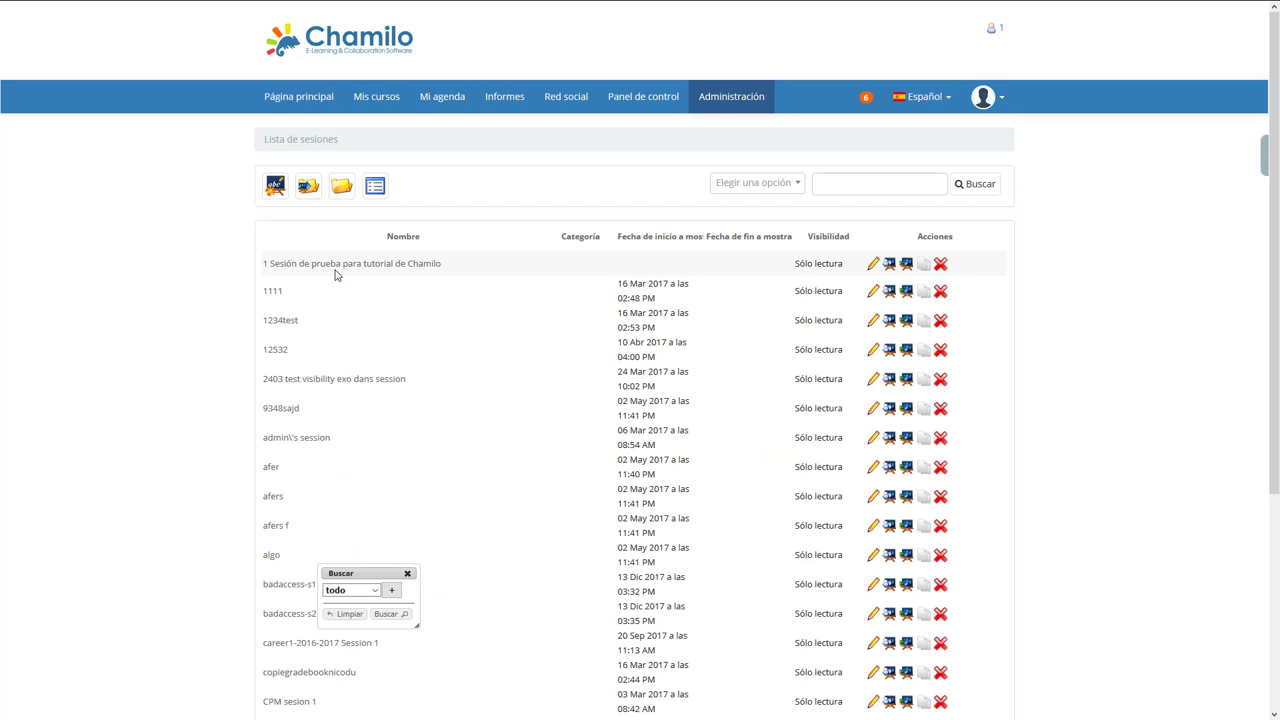 Chamilo
E-Learning & Collaboration Software
1
Página principal Mis cursos Mi agenda Informes Red social Panel de control Administración 6 Español
Lista de sesiones
abc Elegir una opción Buscar
Nombre Categoría Fecha de inicio a mos Fecha de fin a mostra Visibilidad Acciones
1 Sesión de prueba para tutorial de Chamilo Sólo lectura
1111 16 Mar 2017 a las 02:48 PM Sólo lectura
1234test 16 Mar 2017 a las 02:53 PM Sólo lectura
12532 10 Abr 2017 a las 04:00 PM Sólo lectura
2403 test visibility exo dans session 24 Mar 2017 a las 10:02 PM Sólo lectura
9348sajd 02 May 2017 a las 11:41 PM Sólo lectura
admin\'s session 06 Mar 2017 a las 08:54 AM Sólo lectura
afer 02 May 2017 a las 11:40 PM Sólo lectura
afers 02 May 2017 a las 11:41 PM Sólo lectura
afers f 02 May 2017 a las 11:41 PM Sólo lectura
algo 02 May 2017 a las 11:41 PM Sólo lectura
badaccess-s1 13 Dic 2017 a las 03:32 PM Sólo lectura
badaccess-s2 13 Dic 2017 a las 03:35 PM Sólo lectura
career1-2016-2017 Session 1 20 Sep 2017 a las 11:13 AM Sólo lectura
copiegradebooknicodu 16 Mar 2017 a las 02:44 PM Sólo lectura
CPM sesion 1 03 Mar 2017 a las 08:42 AM Sólo lectura
Buscar
todo +
Limpiar Buscar